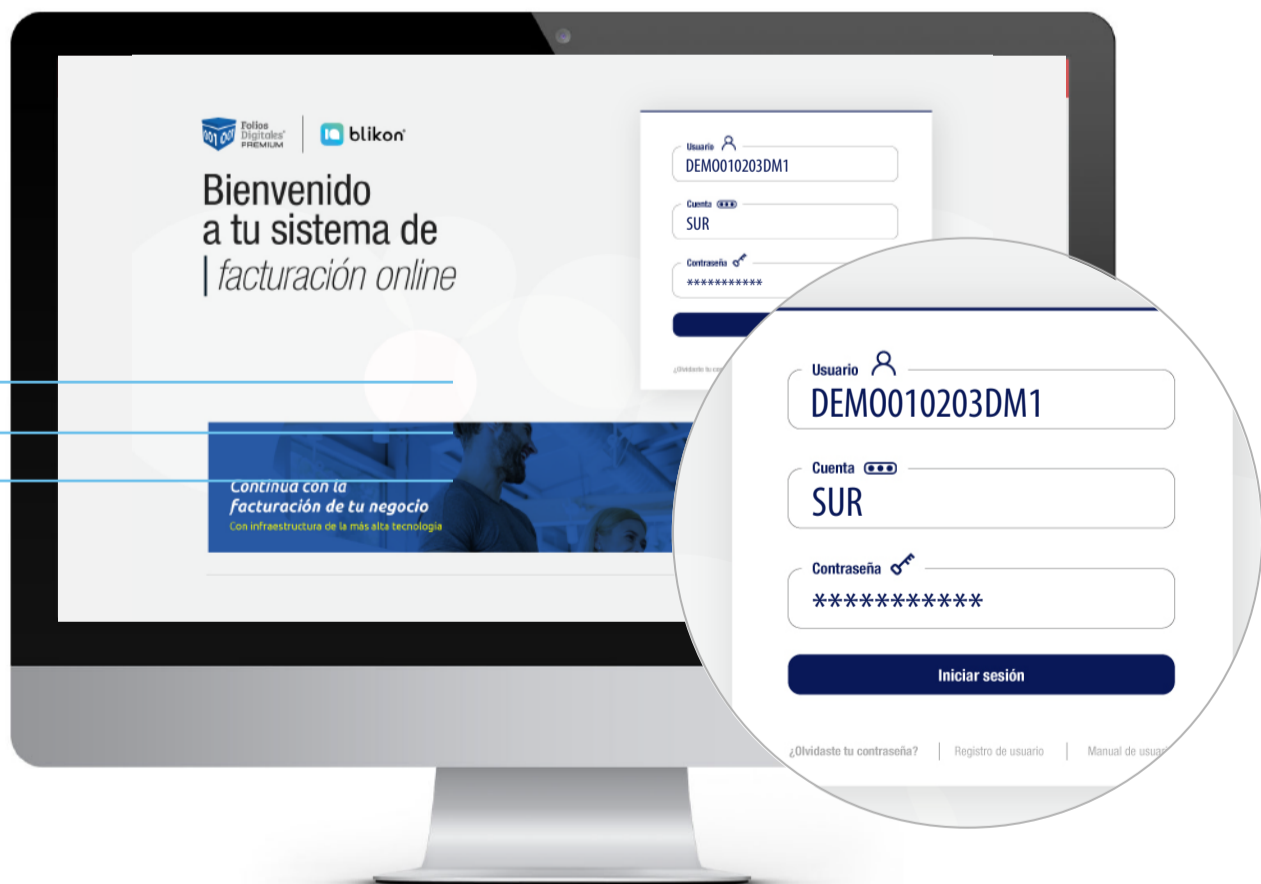 Folios
Digitales
PREMIUM
blikon
Bienvenido
a tu sistema de
facturación online
Usuario
DEMO010203DM1
Cuenta
SUR
Contraseña
***********
Continúa con la
facturación de tu negocio
Con infraestructura de la más alta tecnología
Usuario
DEMO010203DM1
Cuenta
SUR
Contraseña
***********
Iniciar sesión
¿Olvidaste tu contraseña? Registro de usuario Manual de usuar